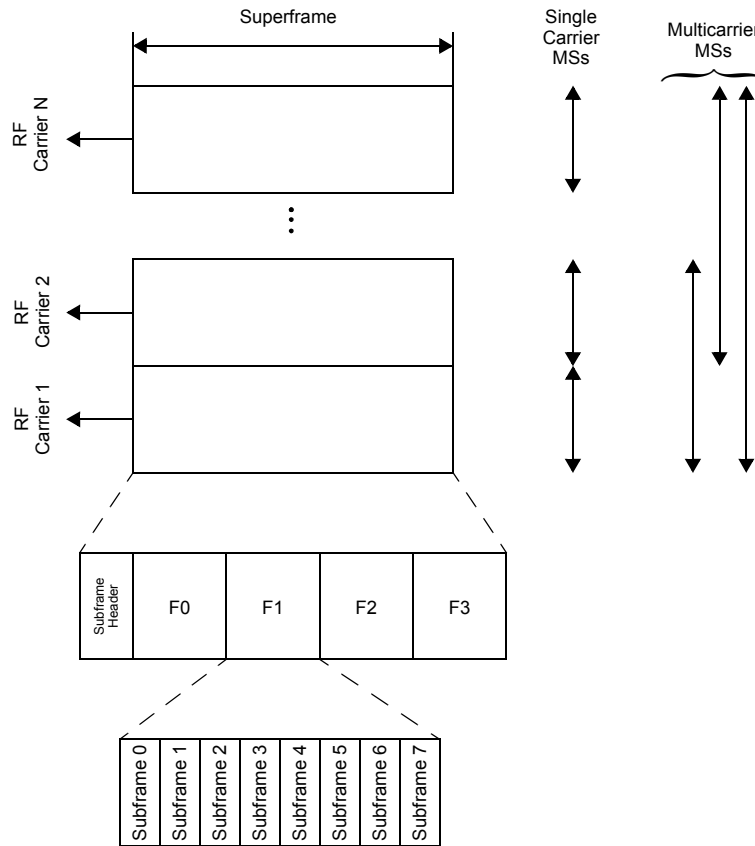 Superframe
Single
Carrier
MSs
Multicarrier
MSs
RF
Carrier N
RF
Carrier 2
RF
Carrier 1
Subframe
Header
F0
F1
F2
F3
Subframe 0
Subframe 1
Subframe 2
Subframe 3
Subframe 4
Subframe 5
Subframe 6
Subframe 7